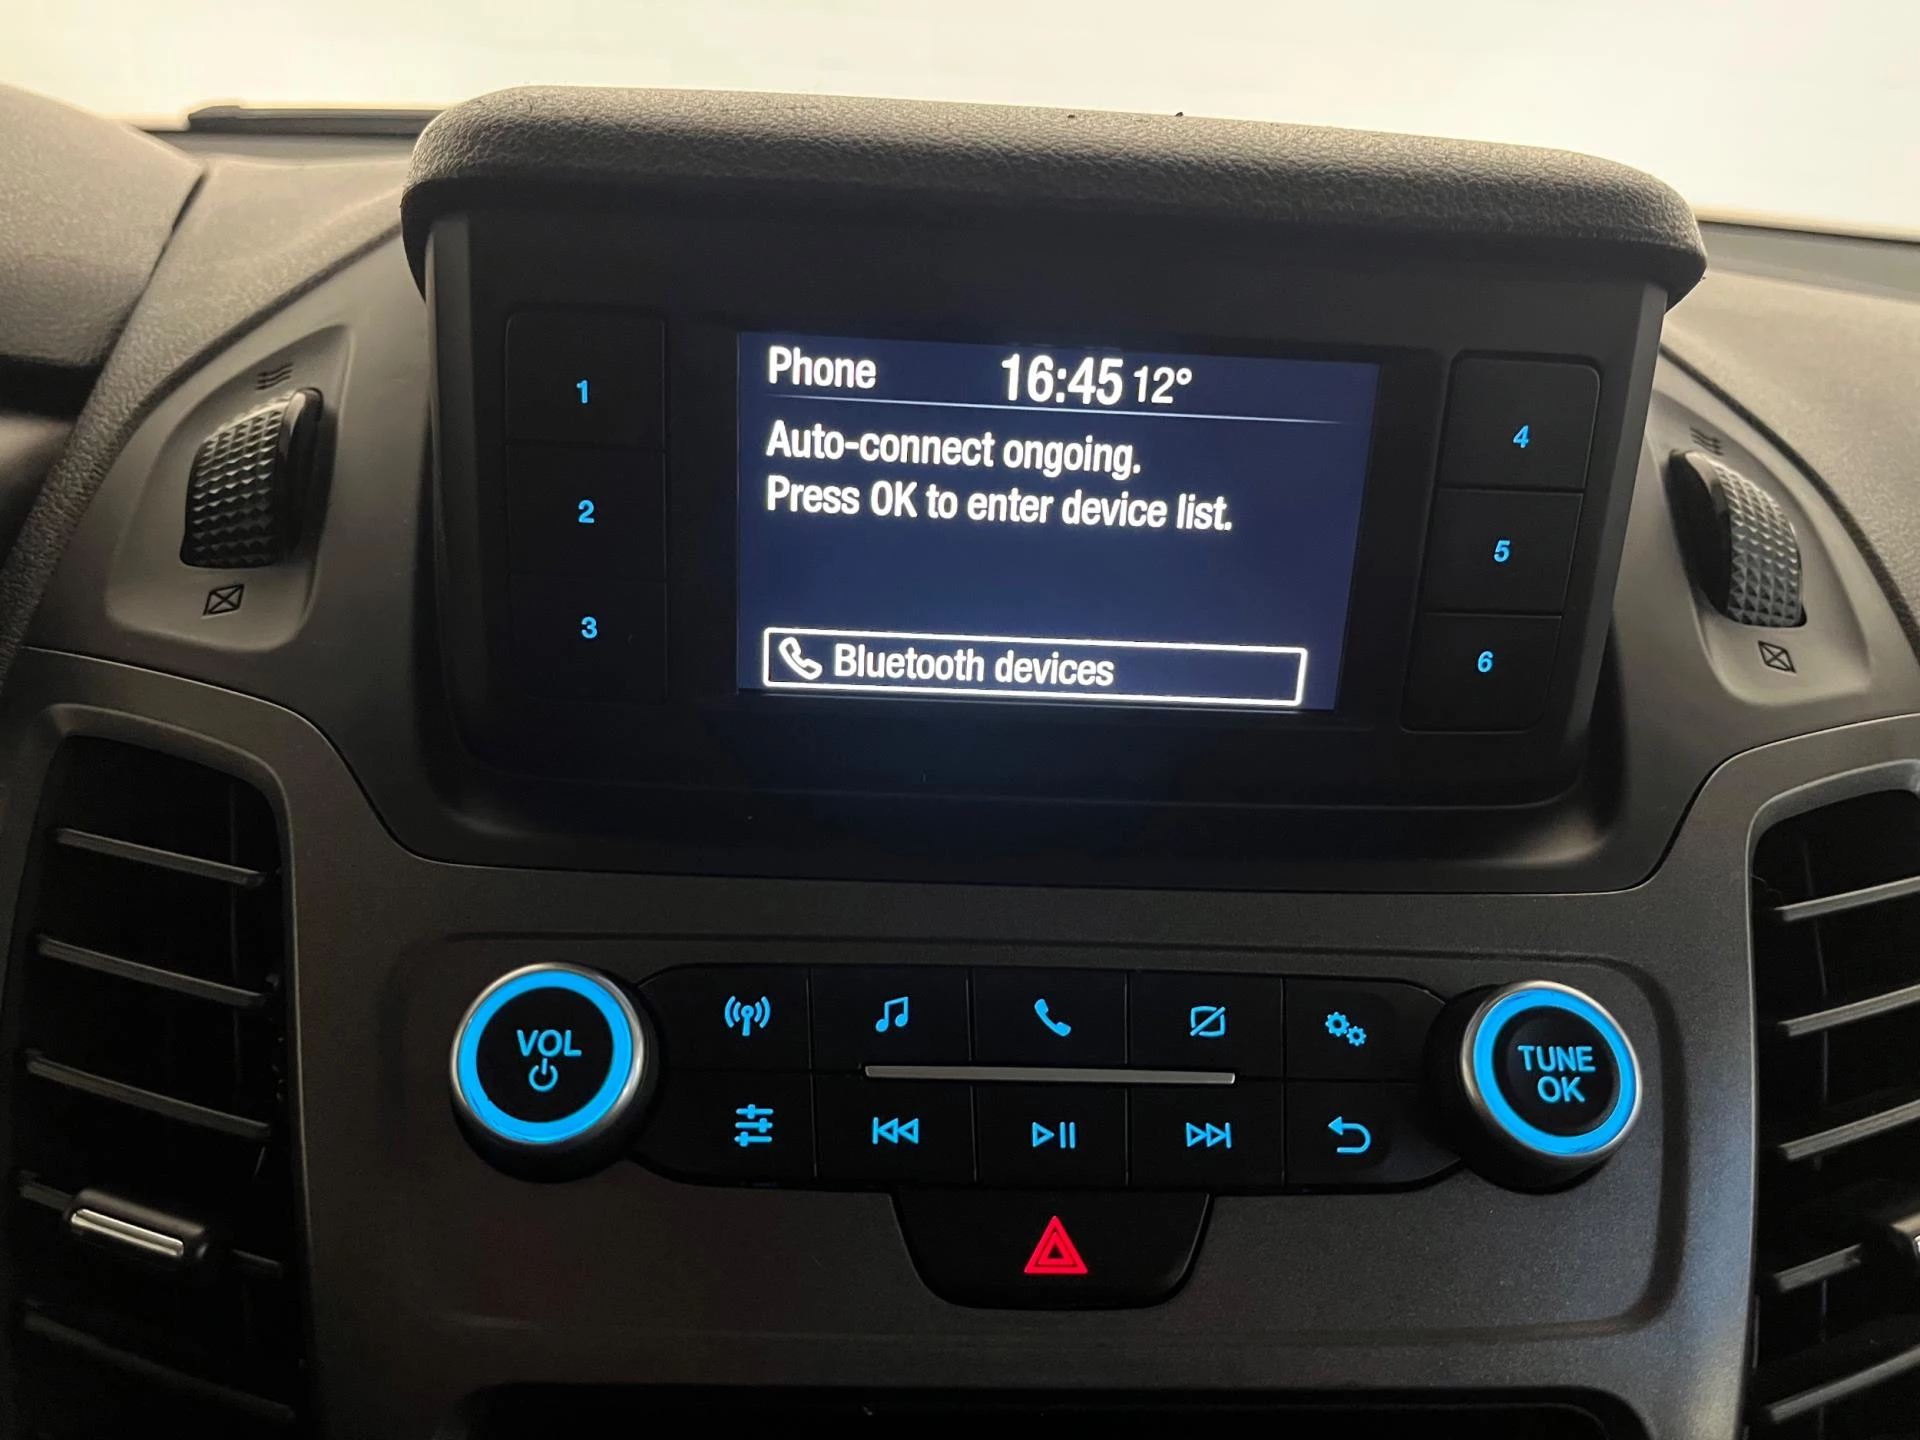 Phone 16:45 12°
Auto-connect ongoing.
Press OK to enter device list.
Bluetooth devices
1
2
3
4
5
6
VOL
TUNE
OK